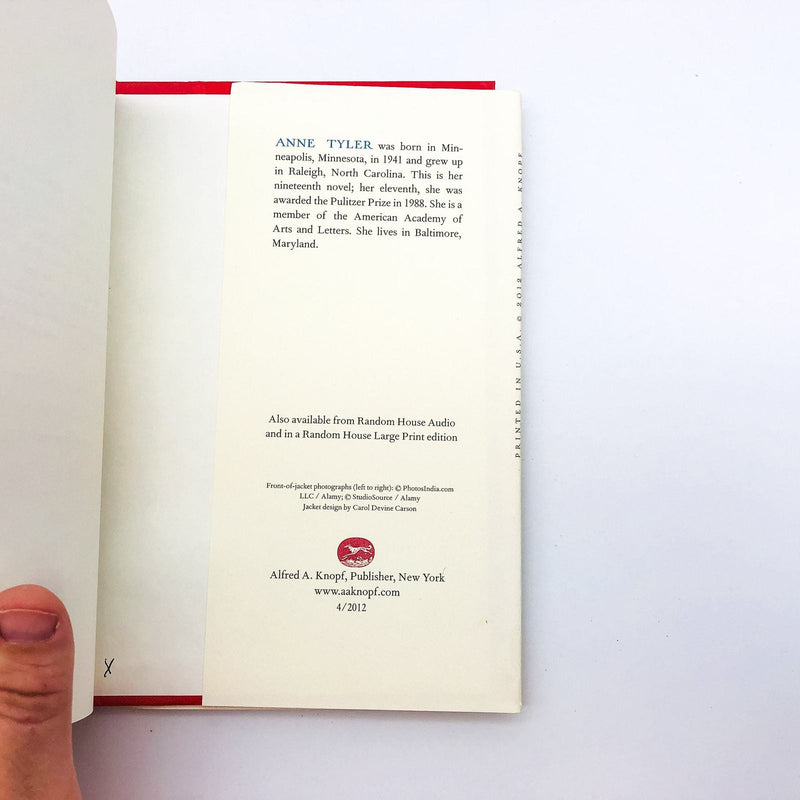 ANNE TYLER was born in Min-
neapolis, Minnesota, in 1941 and grew up
in Raleigh, North Carolina. This is her
nineteenth novel; her eleventh, she was
awarded the Pulitzer Prize in 1988. She is a
member of the American Academy of
Arts and Letters. She lives in Baltimore,
Maryland.
Also available from Random House Audio
and in a Random House Large Print edition
Front-of-jacket photographs (left to right): © PhotosIndia.com
LLC / Alamy; © StudioSource / Alamy
Jacket design by Carol Devine Carson
Alfred A. Knopf, Publisher, New York
www.aaknopf.com
4/2012
PRINTED IN U.S.A. © 2012 ALFRED A. KNOPF
X